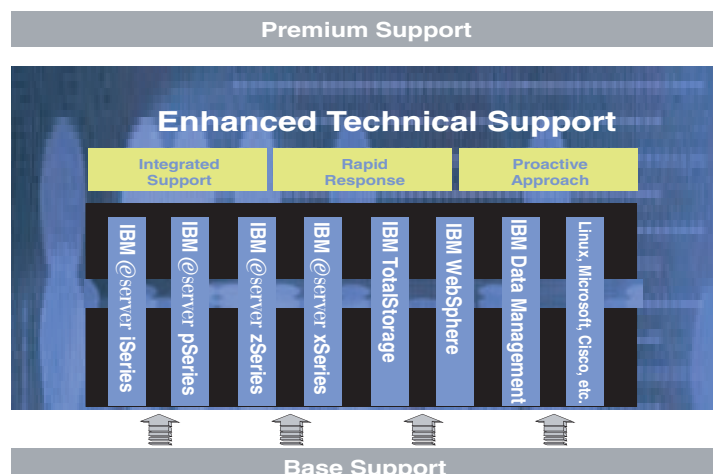 Premium Support
Enhanced Technical Support
Integrated
Support
Rapid
Response
Proactive
Approach
IBM @server iSeries
IBM @server pSeries
IBM @server zSeries
IBM @server xSeries
IBM TotalStorage
IBM WebSphere
IBM Data Management
Linux, Microsoft, Cisco, etc.
Base Support